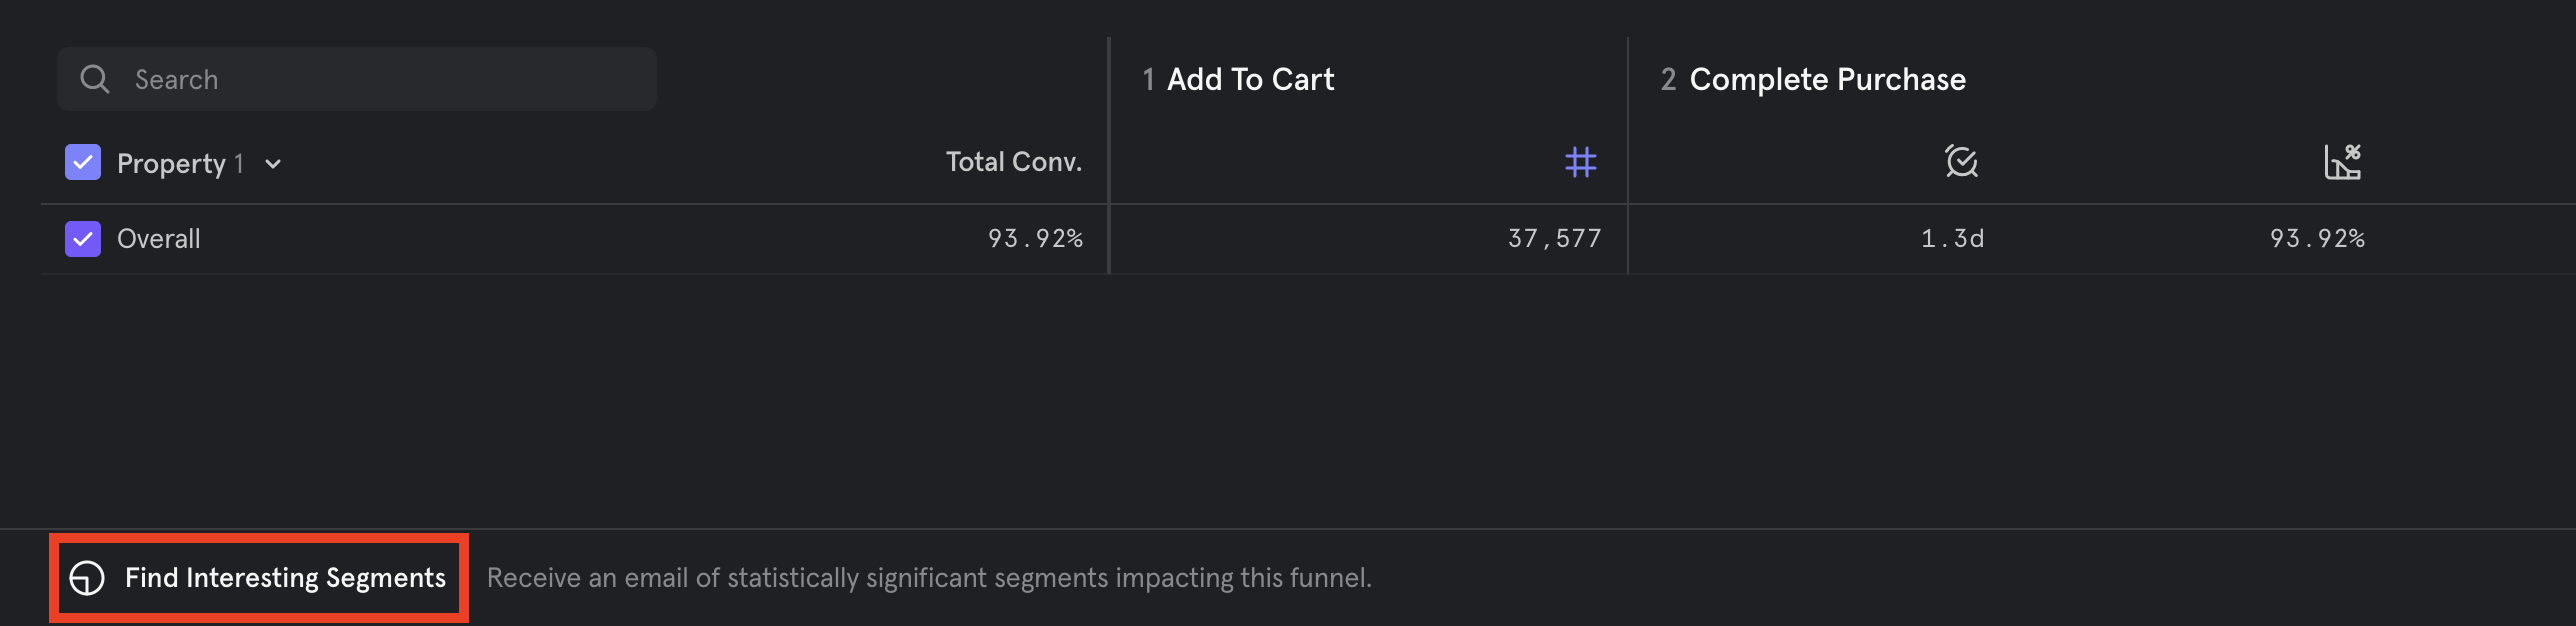 Search
1 Add To Cart
2 Complete Purchase
Property 1
Total Conv.
Overall
93.92%
37,577
1.3d
93.92%
Find Interesting Segments
Receive an email of statistically significant segments impacting this funnel.